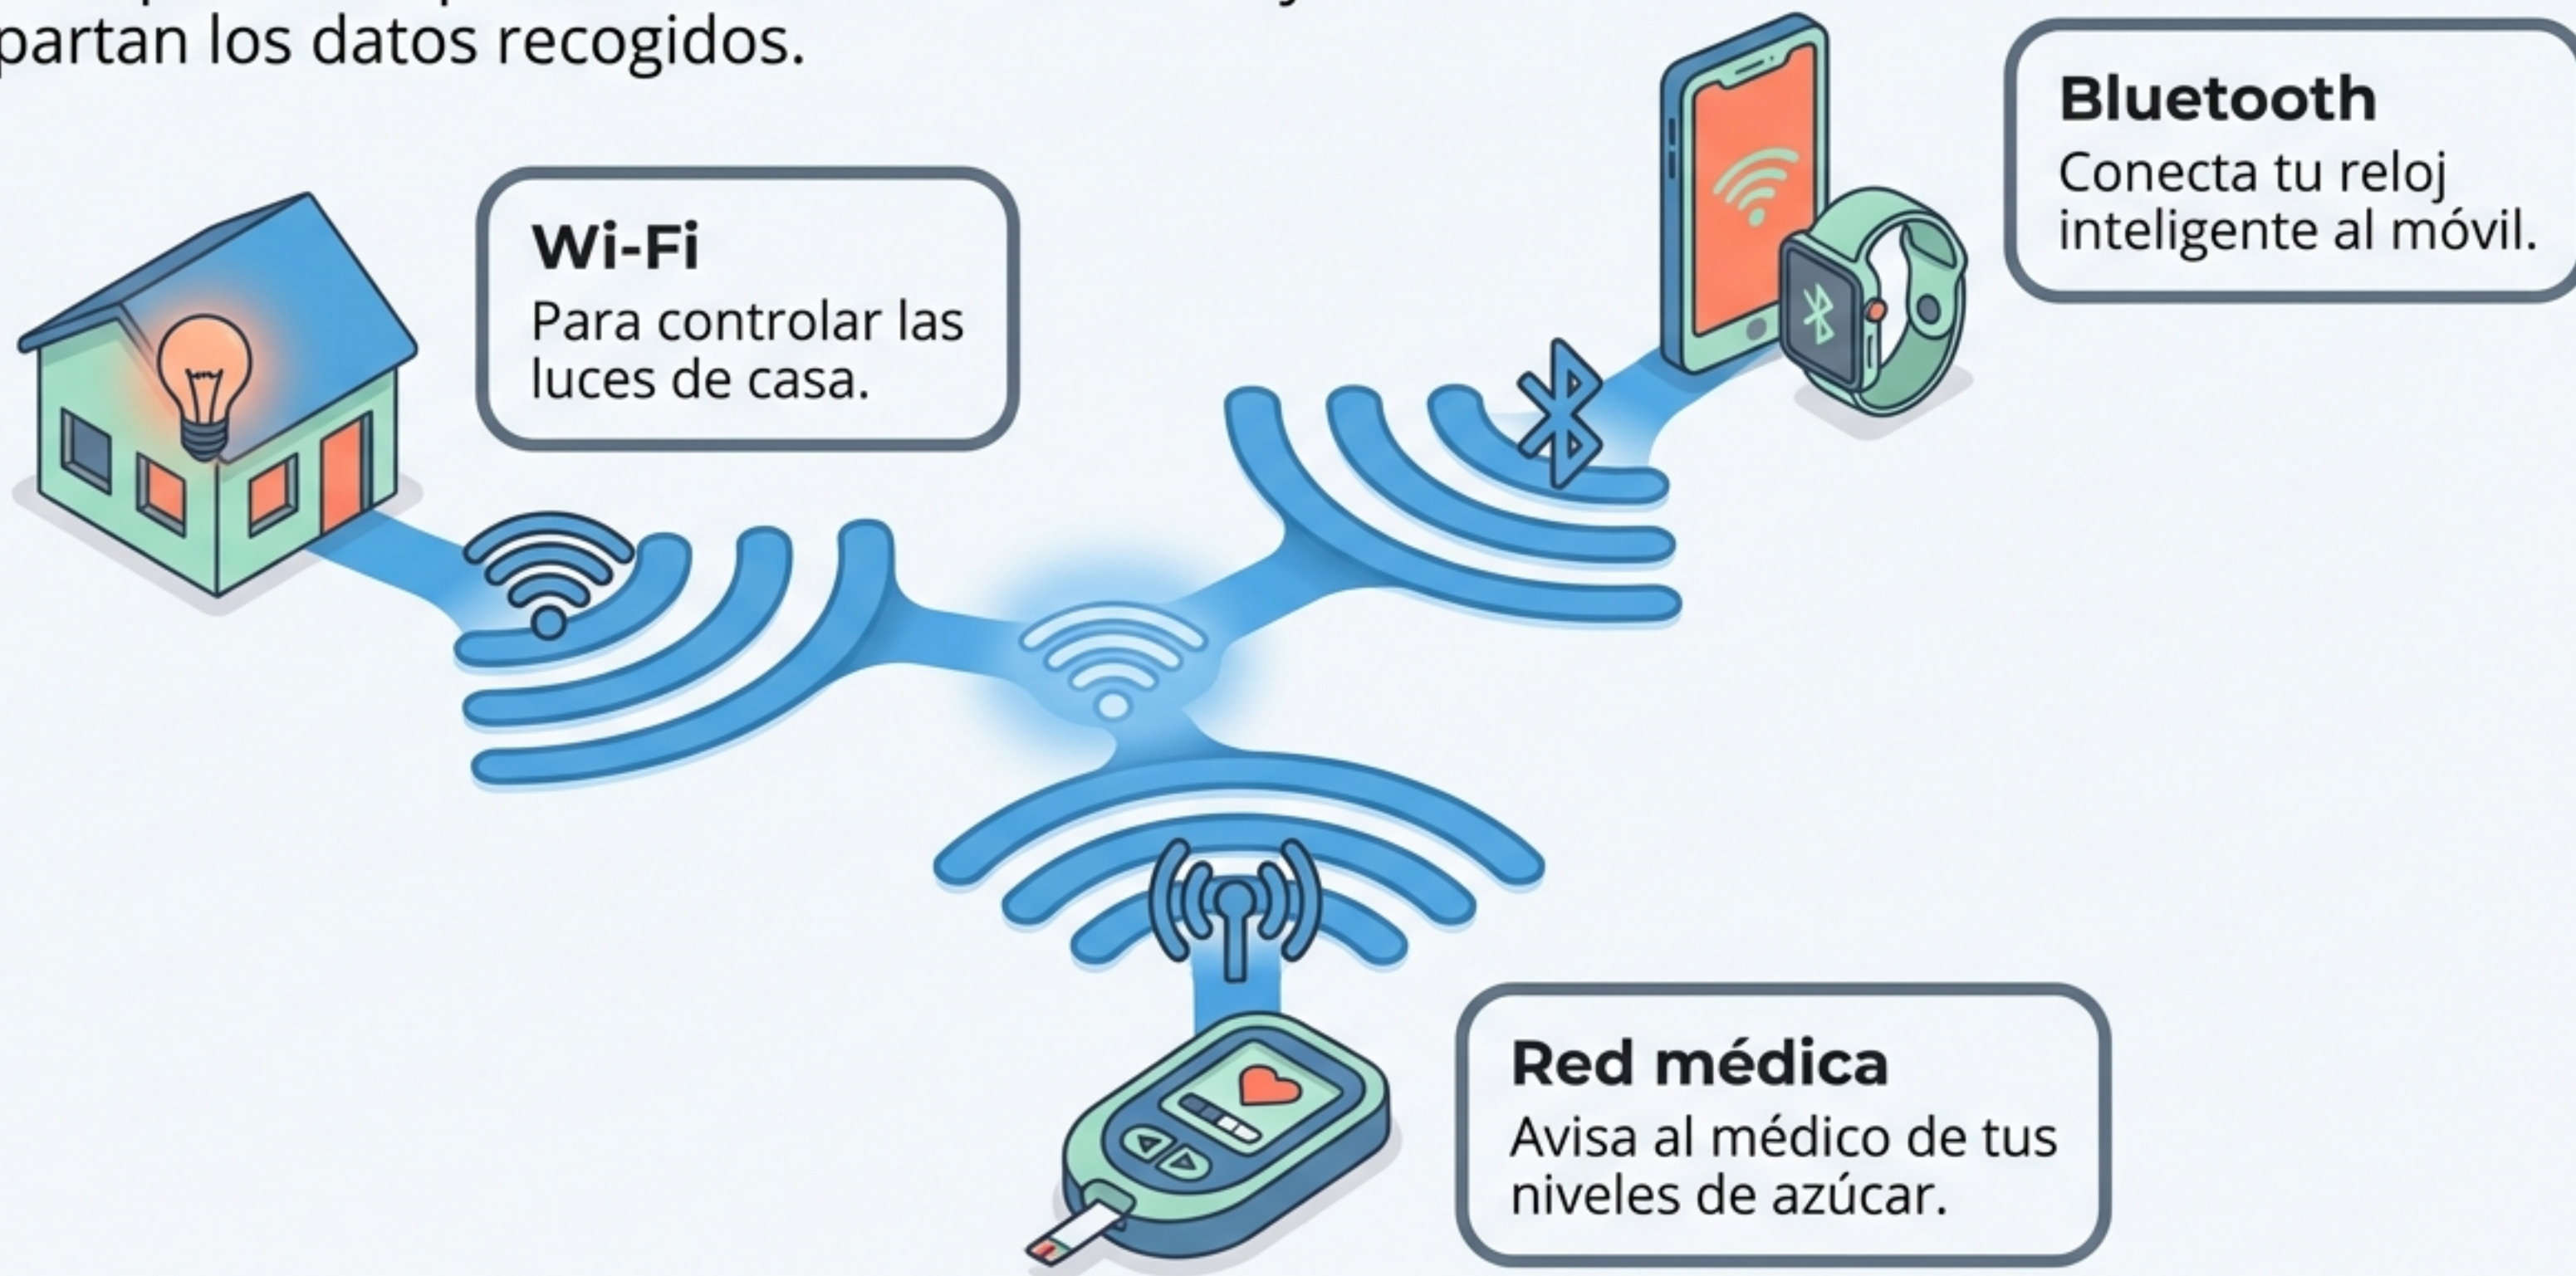 partan los datos recogidos.
Wi-Fi
Para controlar las
luces de casa.
Bluetooth
Conecta tu reloj
inteligente al móvil.
Red médica
Avisa al médico de tus
niveles de azúcar.